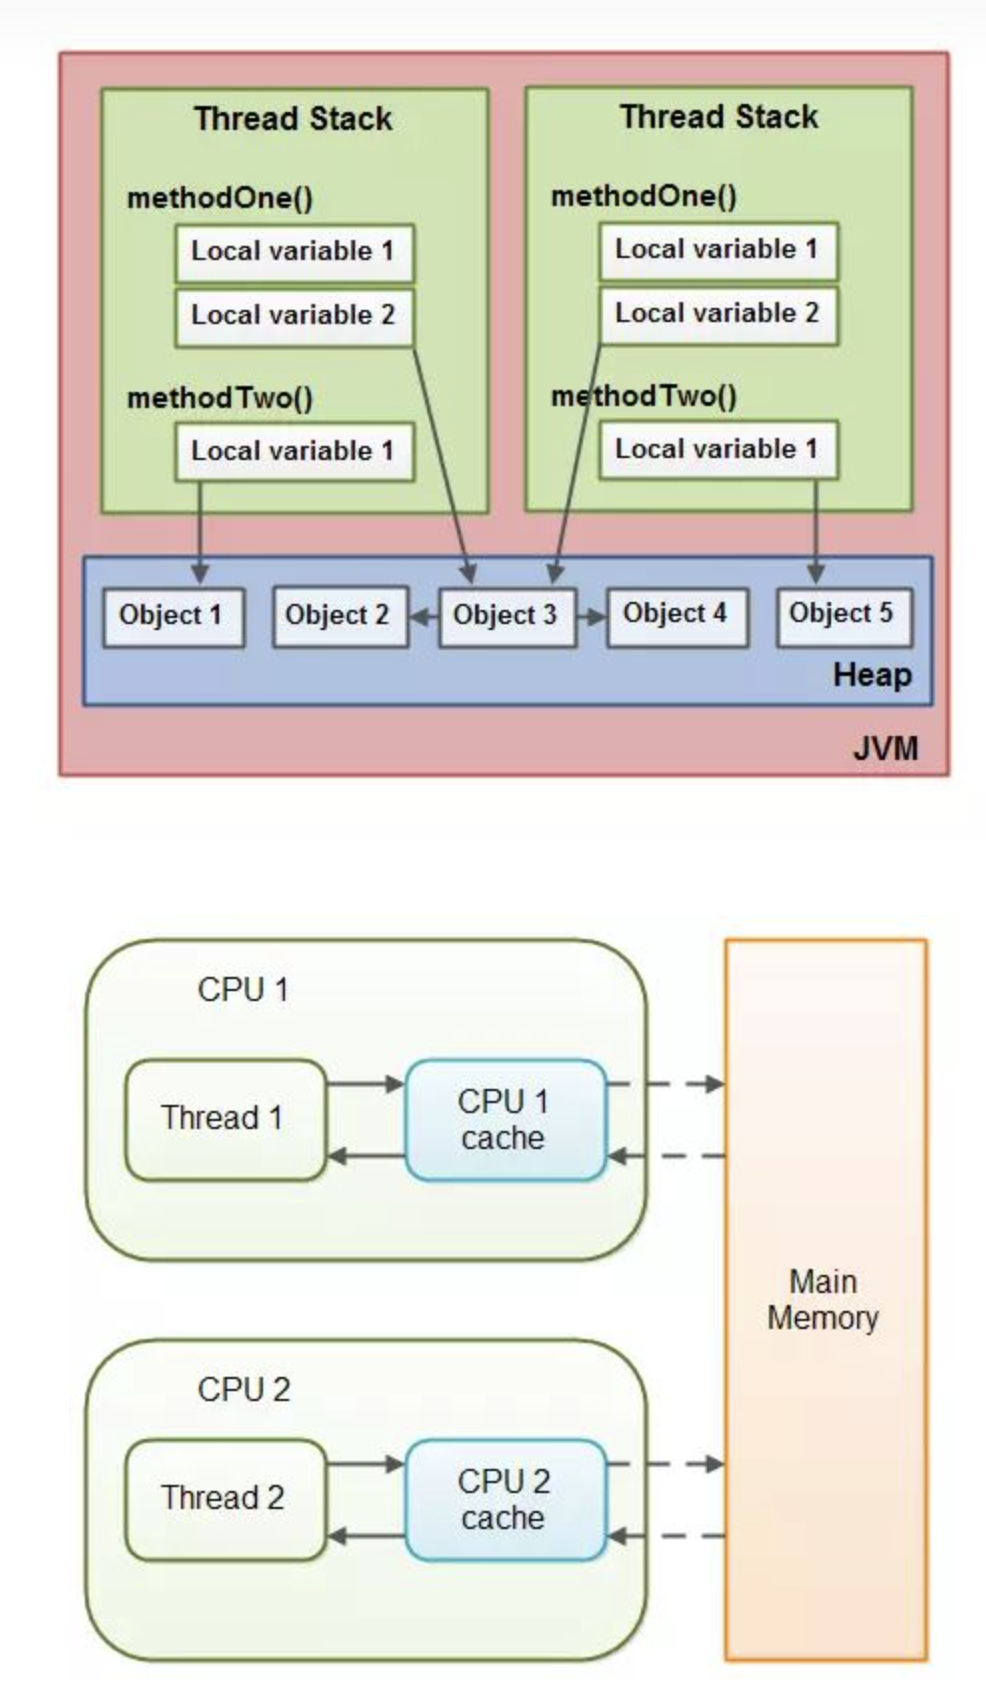 Thread Stack
methodOne()
Local variable 1
Local variable 2
methodTwo()
Local variable 1
Thread Stack
methodOne()
Local variable 1
Local variable 2
methodTwo()
Local variable 1
Object 1
Object 2
Object 3
Object 4
Object 5
Heap
JVM
CPU 1
Thread 1
CPU 1
cache
CPU 2
Thread 2
CPU 2
cache
Main
Memory